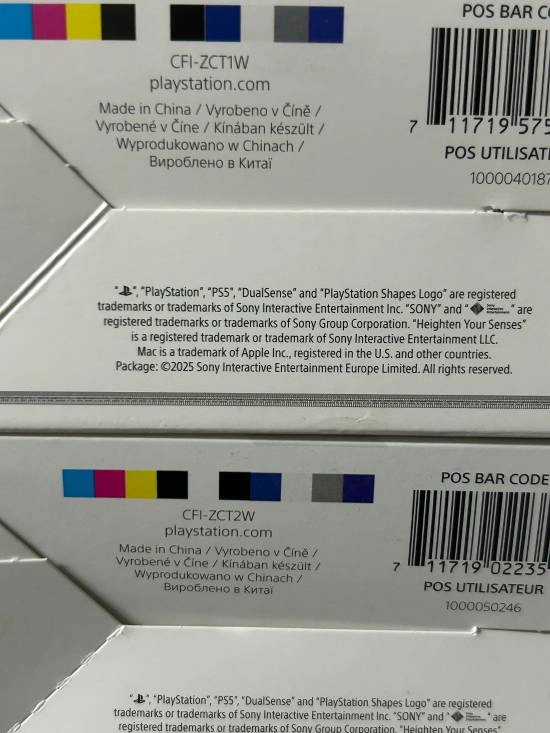 POS BAR CO
CFI-ZCT1W
playstation.com
Made in China / Vyrobeno v Číně /
Vyrobené v Číne / Kínában készült /
Wyprodukowano w Chinach /
Вироблено в Китаї
7 11719 575
POS UTILISAT
1000040187
"PlayStation", "PS5", "DualSense" and "PlayStation Shapes Logo" are registered
trademarks or trademarks of Sony Interactive Entertainment Inc. "SONY" and " " are
registered trademarks or trademarks of Sony Group Corporation. "Heighten Your Senses"
is a registered trademark or trademark of Sony Interactive Entertainment LLC.
Mac is a trademark of Apple Inc., registered in the U.S. and other countries.
Package: ©2025 Sony Interactive Entertainment Europe Limited. All rights reserved.
POS BAR CODE
CFI-ZCT2W
playstation.com
Made in China / Vyrobeno v Číně /
Vyrobené v Číne / Kínában készült /
Wyprodukowano w Chinach /
Вироблено в Китаї
7 11719 02235
POS UTILISATEUR
1000050246
"PlayStation", "PS5", "DualSense" and "PlayStation Shapes Logo" are registered
trademarks or trademarks of Sony Interactive Entertainment Inc. "SONY" and " " are
registered trademarks or trademarks of Sony Group Corporation. "Heighten Your Senses"